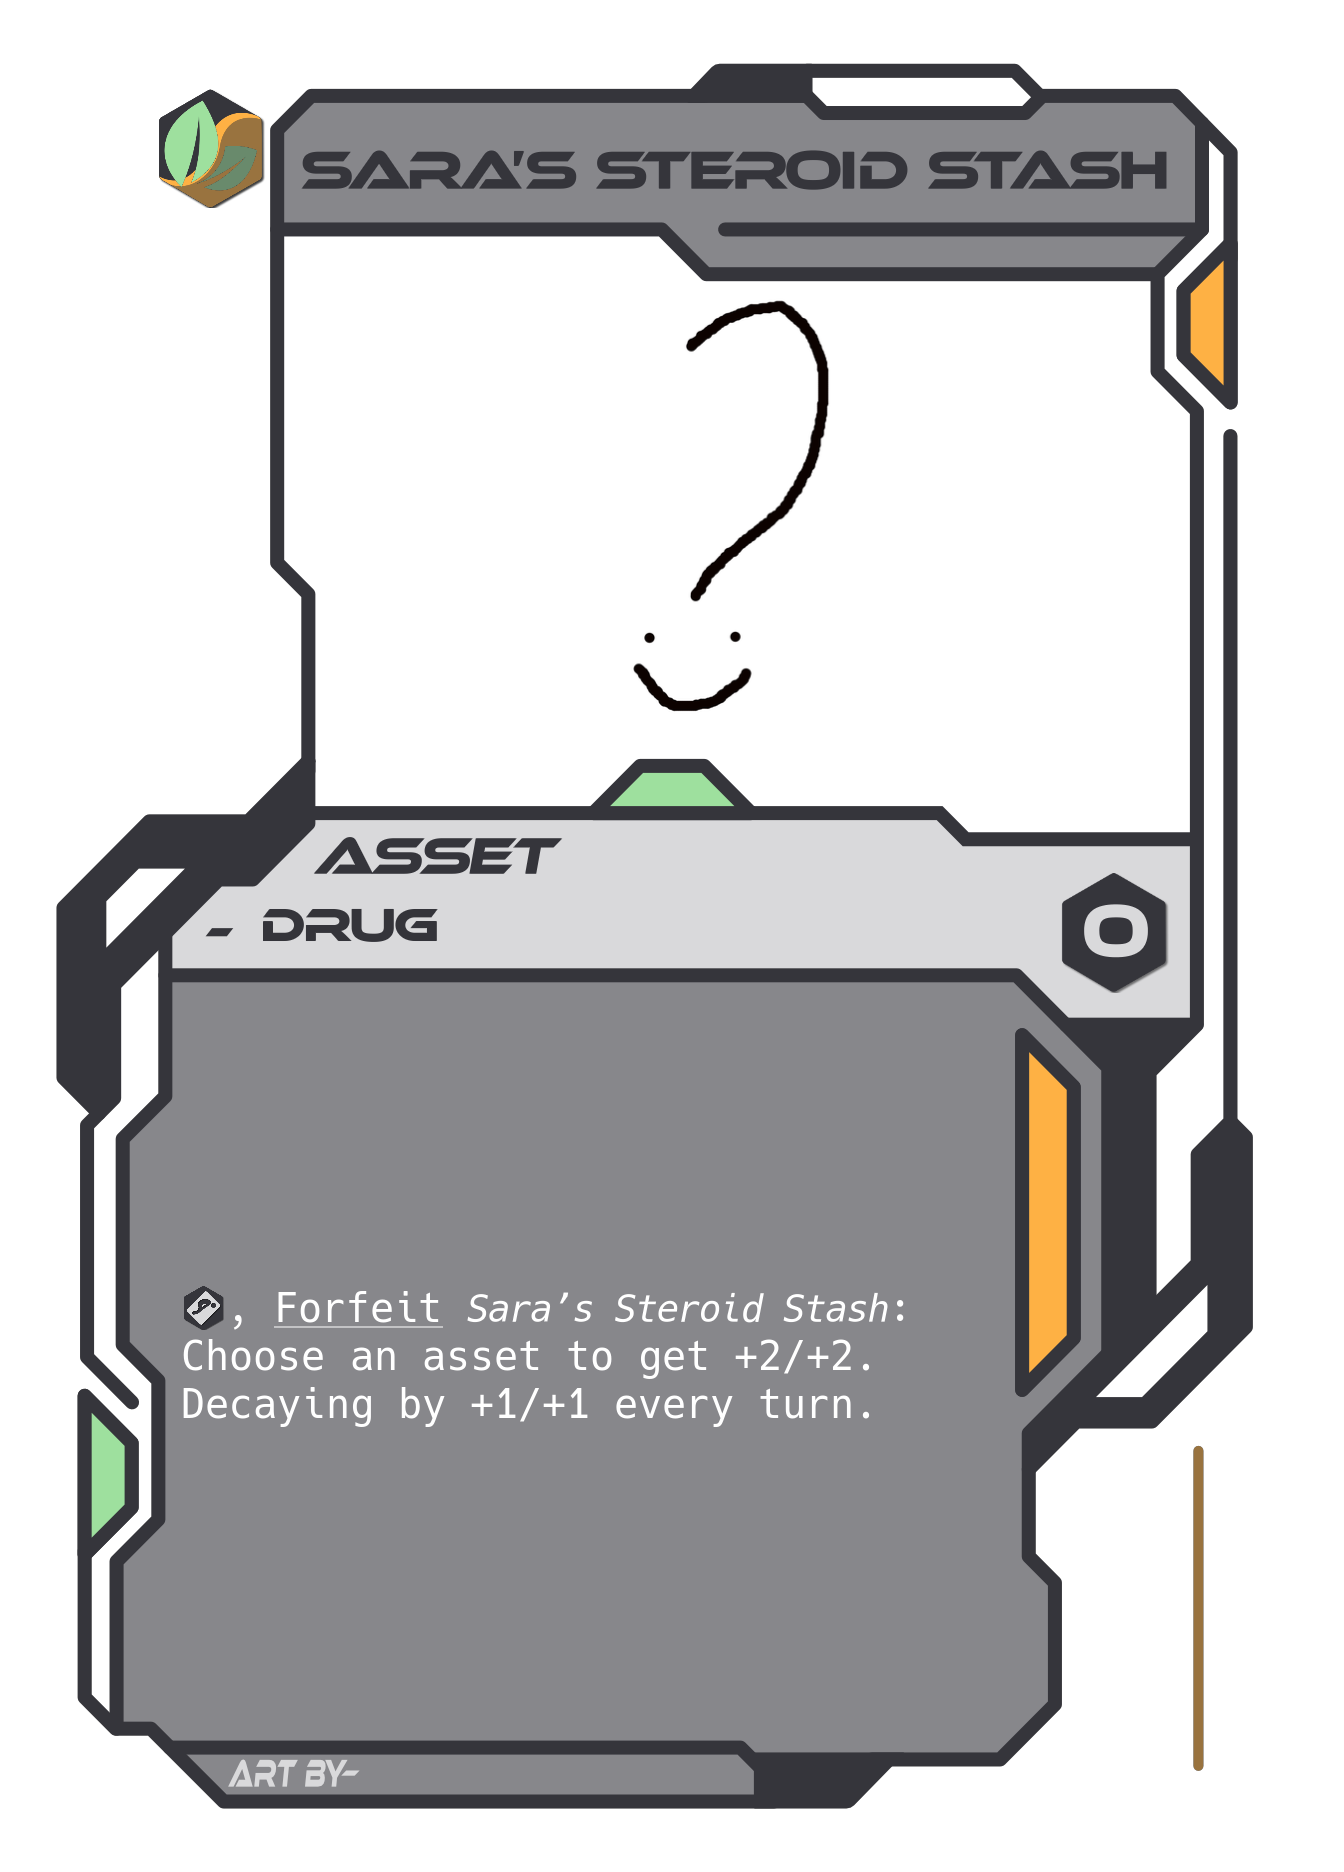 SARA'S STEROID STASH
ASSET
- DRUG
0
, Forfeit Sara’s Steroid Stash:
Choose an asset to get +2/+2.
Decaying by +1/+1 every turn.
ART BY-